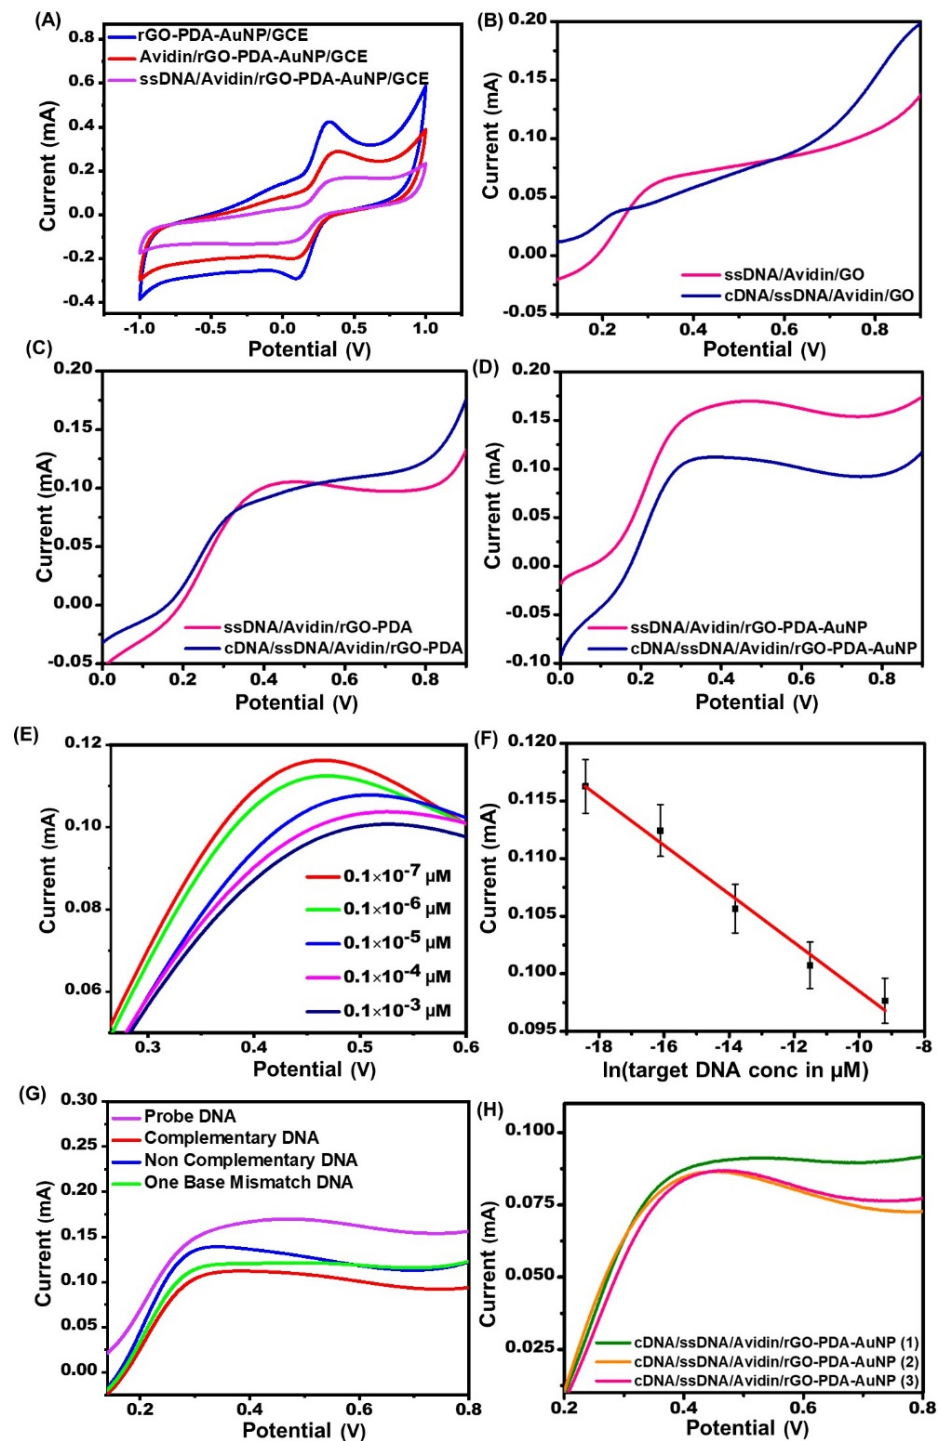 (A)
rGO-PDA-AuNP/GCE
Avidin/rGO-PDA-AuNP/GCE
ssDNA/Avidin/rGO-PDA-AuNP/GCE
Current (mA)
0.8
0.6
0.4
0.2
0.0
-0.2
-0.4
-1.0 -0.5 0.0 0.5 1.0
Potential (V)
(B)
Current (mA)
0.20
0.15
0.10
0.05
0.00
-0.05
ssDNA/Avidin/GO
cDNA/ssDNA/Avidin/GO
0.2 0.4 0.6 0.8
Potential (V)
(C)
Current (mA)
0.20
0.15
0.10
0.05
0.00
-0.05
ssDNA/Avidin/rGO-PDA
cDNA/ssDNA/Avidin/rGO-PDA
0.0 0.2 0.4 0.6 0.8
Potential (V)
(D)
Current (mA)
0.20
0.15
0.10
0.05
0.00
-0.05
-0.10
ssDNA/Avidin/rGO-PDA-AuNP
cDNA/ssDNA/Avidin/rGO-PDA-AuNP
0.0 0.2 0.4 0.6 0.8
Potential (V)
(E)
Current (mA)
0.12
0.10
0.08
0.06
0.1×10⁻⁷ µM
0.1×10⁻⁶ µM
0.1×10⁻⁵ µM
0.1×10⁻⁴ µM
0.1×10⁻³ µM
0.3 0.4 0.5 0.6
Potential (V)
(F)
Current (mA)
0.120
0.115
0.110
0.105
0.100
0.095
-18 -16 -14 -12 -10 -8
ln(target DNA conc in µM)
(G)
Current (mA)
0.30
0.25
0.20
0.15
0.10
0.05
0.00
Probe DNA
Complementary DNA
Non Complementary DNA
One Base Mismatch DNA
0.2 0.4 0.6 0.8
Potential (V)
(H)
Current (mA)
0.100
0.075
0.050
0.025
cDNA/ssDNA/Avidin/rGO-PDA-AuNP (1)
cDNA/ssDNA/Avidin/rGO-PDA-AuNP (2)
cDNA/ssDNA/Avidin/rGO-PDA-AuNP (3)
0.2 0.4 0.6 0.8
Potential (V)